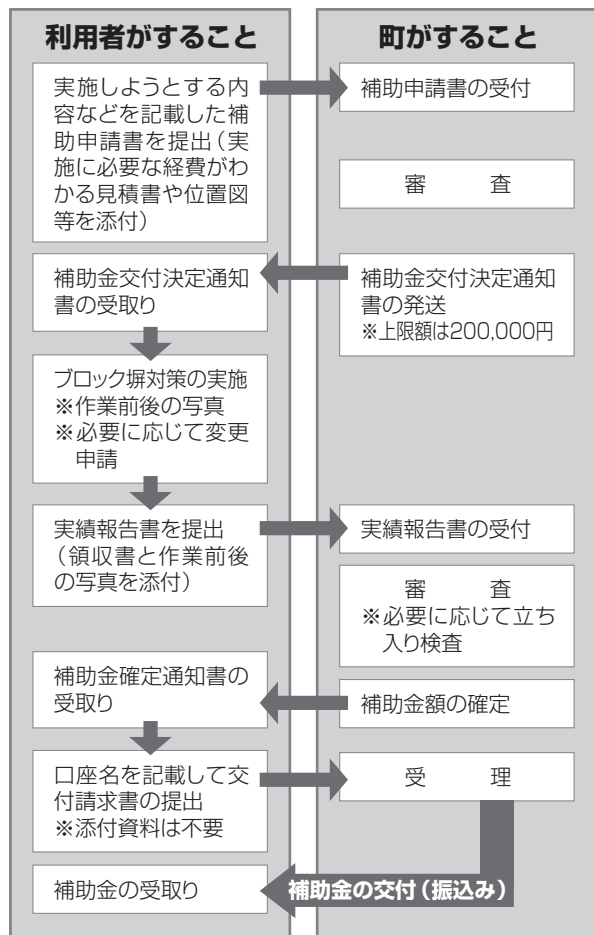 利用者がすること
実施しようとする内
容などを記載した補
助申請書を提出(実
施に必要な経費がわ
かる見積書や位置図
等を添付)
補助金交付決定通知
書の受取り
ブロック塀対策の実施
※作業前後の写真
※必要に応じて変更
申請
実績報告書を提出
(領収書と作業前後
の写真を添付)
補助金確定通知書の
受取り
口座名を記載して交
付請求書の提出
※添付資料は不要
補助金の受取り
町がすること
補助申請書の受付
審 査
補助金交付決定通知
書の発送
※上限額は200,000円
実績報告書の受付
審 査
※必要に応じて立ち
入り検査
補助金額の確定
受 理
補助金の交付(振込み)